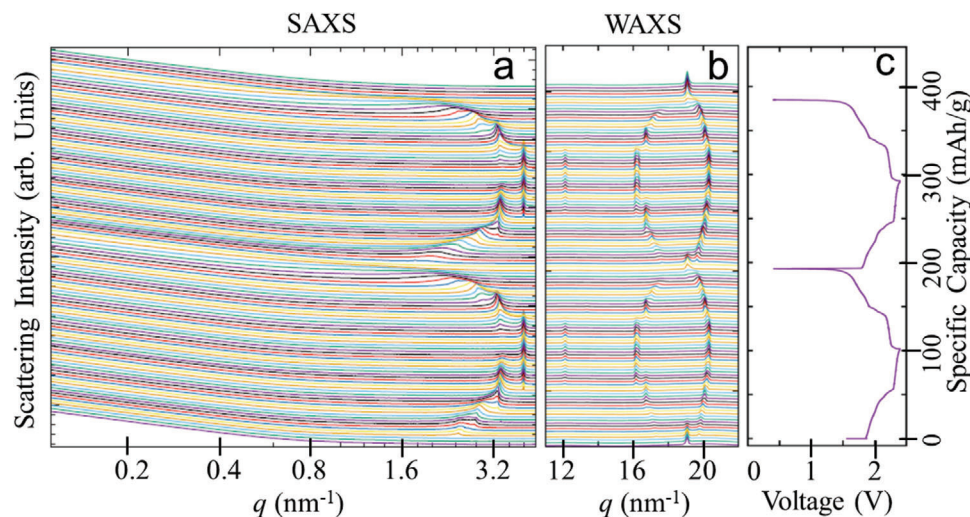 SAXS
WAXS
a
b
c
Scattering Intensity (arb. Units)
400
300
200
100
0
Specific Capacity (mAh/g)
0.2 0.4 0.8 1.6 3.2
12 16 20
0 1 2
q (nm⁻¹)
q (nm⁻¹)
Voltage (V)